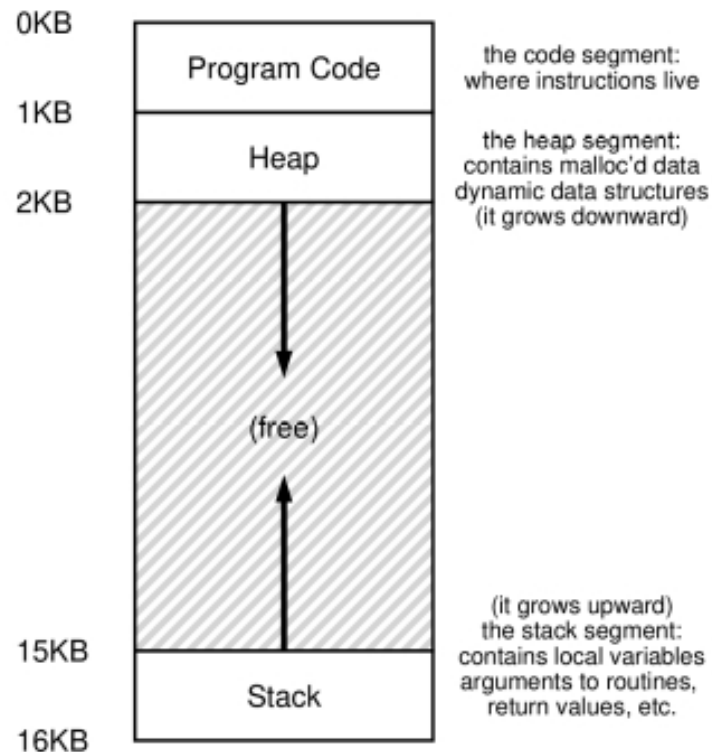 0KB
Program Code
the code segment:
where instructions live
1KB
Heap
the heap segment:
contains malloc'd data
dynamic data structures
(it grows downward)
2KB
(free)
(it grows upward)
the stack segment:
contains local variables
arguments to routines,
return values, etc.
15KB
Stack
16KB